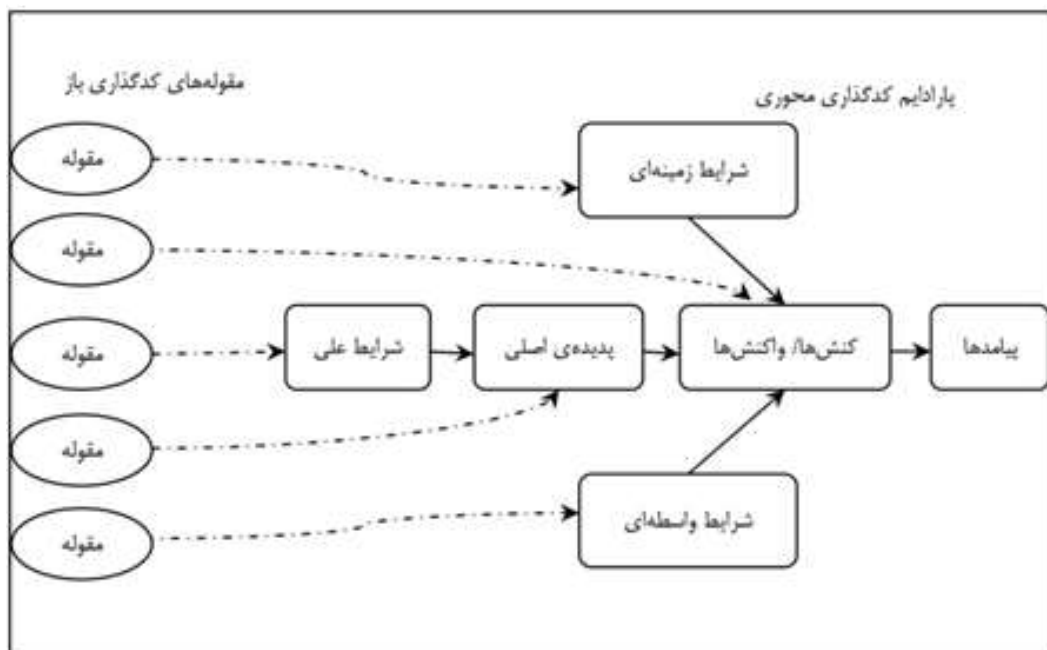 مقوله‌های کدگذاری باز
پارادایم کدگذاری محوری
مقوله
شرایط زمینه‌ای
مقوله
مقوله
شرایط علی
پدیده‌ی اصلی
کنش‌ها/ واکنش‌ها
پیامدها
مقوله
مقوله
شرایط واسطه‌ای